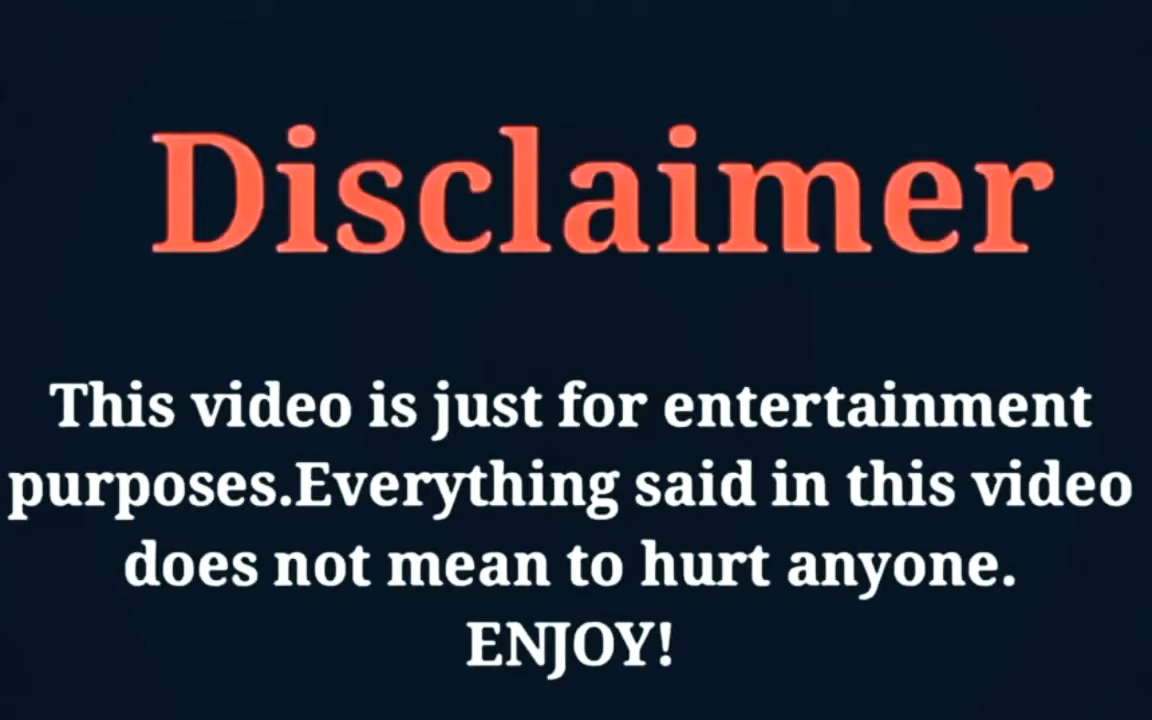 Disclaimer
This video is just for entertainment
purposes.Everything said in this video
does not mean to hurt anyone.
ENJOY!